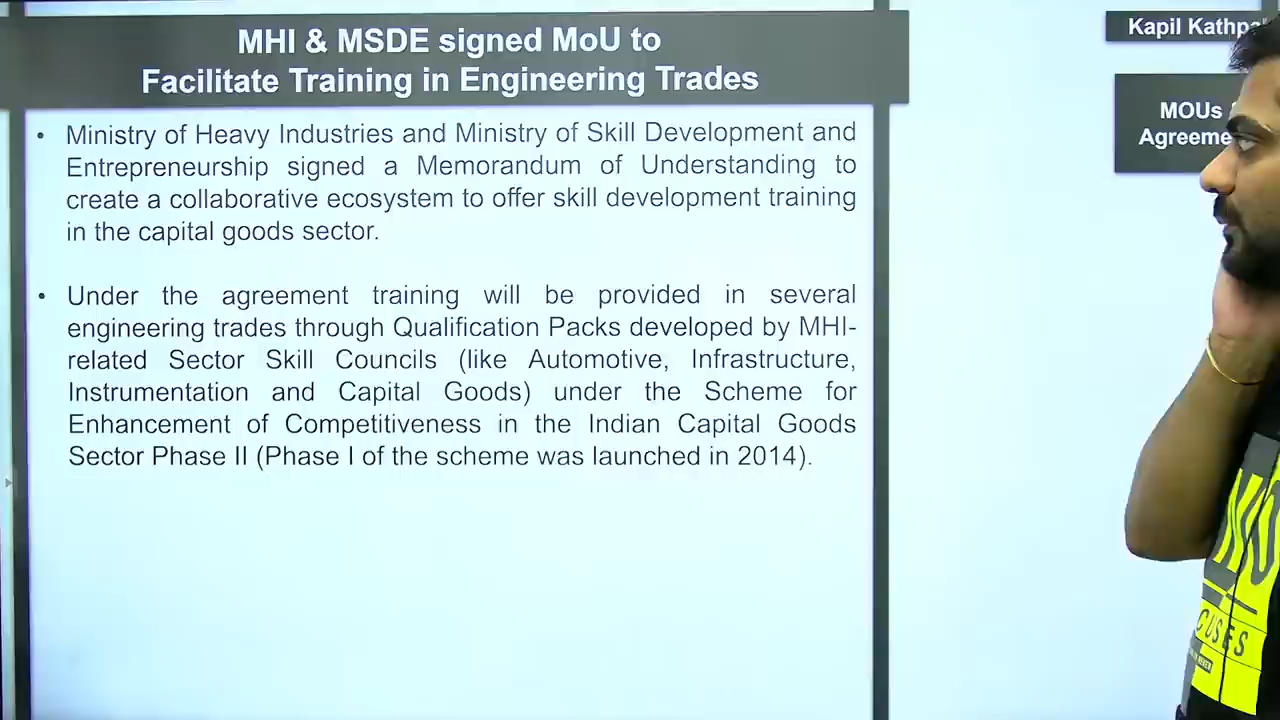 MHI & MSDE signed MoU to
Facilitate Training in Engineering Trades
Kapil
MOUs
• Ministry of Heavy Industries and Ministry of Skill Development and
Entrepreneurship signed a Memorandum of Understanding to
create a collaborative ecosystem to offer skill development training
in the capital goods sector.
• Under the agreement training will be provided in several
engineering trades through Qualification Packs developed by MHI-
related Sector Skill Councils (like Automotive, Infrastructure,
Instrumentation and Capital Goods) under the Scheme for
Enhancement of Competitiveness in the Indian Capital Goods
Sector Phase II (Phase I of the scheme was launched in 2014).